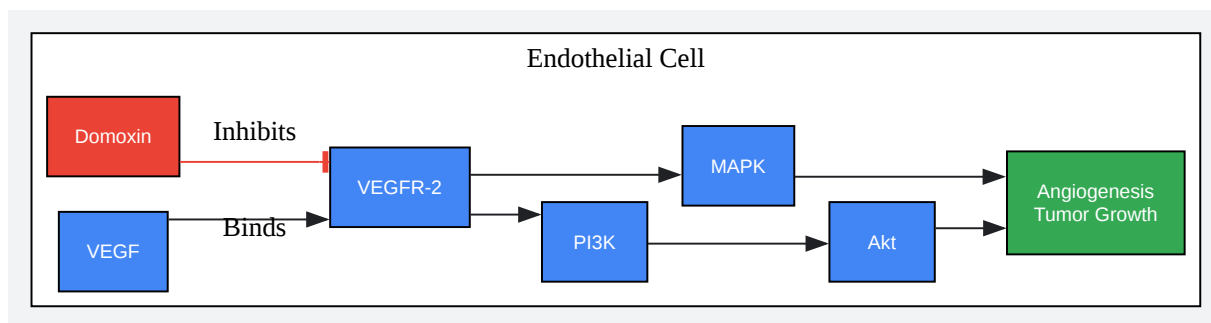 Endothelial Cell
Domoxin
Inhibits
VEGF
Binds
VEGFR-2
MAPK
PI3K
Akt
Angiogenesis
Tumor Growth